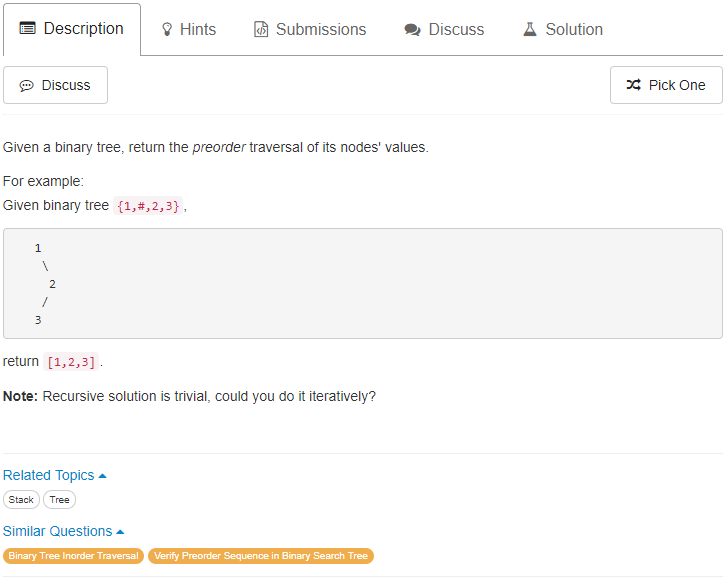 Description Hints Submissions Discuss Solution
Discuss Pick One
Given a binary tree, return the preorder traversal of its nodes' values.
For example:
Given binary tree {1,#,2,3},
1
\
2
/
3
return [1,2,3].
Note: Recursive solution is trivial, could you do it iteratively?
Related Topics
Stack Tree
Similar Questions
Binary Tree Inorder Traversal Verify Preorder Sequence in Binary Search Tree